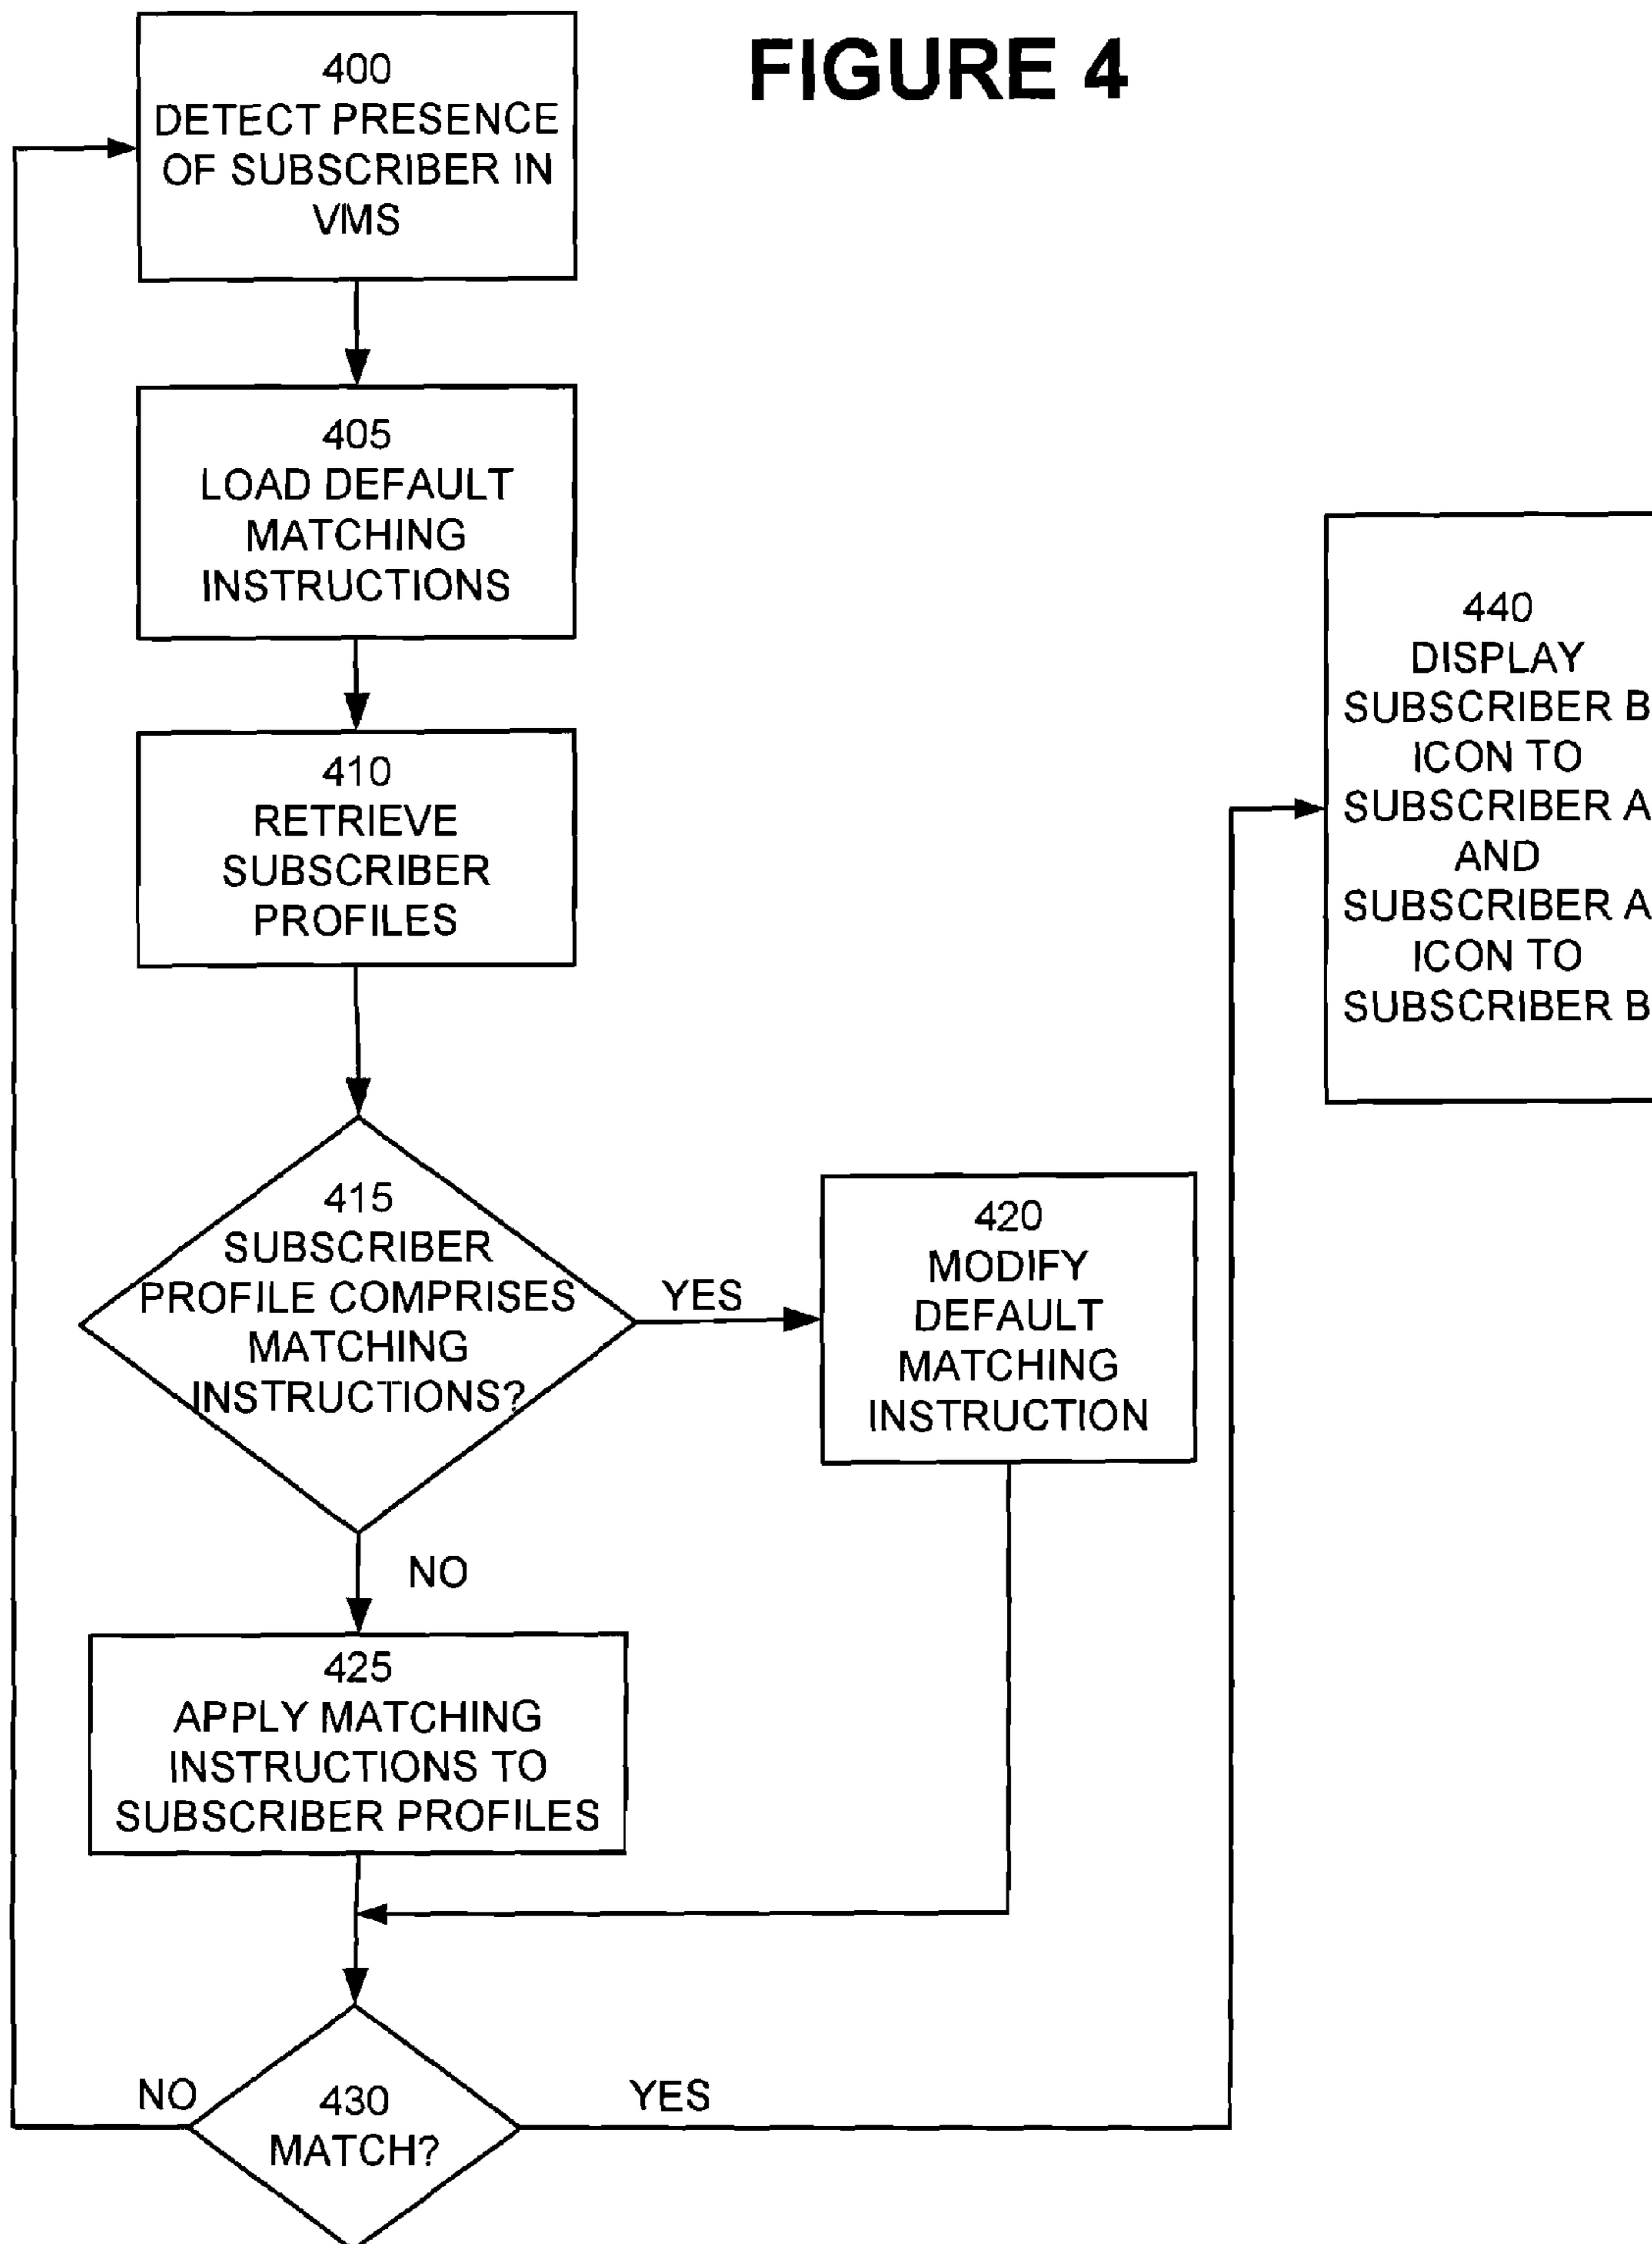 FIGURE 4
400
DETECT PRESENCE
OF SUBSCRIBER IN
VMS
405
LOAD DEFAULT
MATCHING
INSTRUCTIONS
410
RETRIEVE
SUBSCRIBER
PROFILES
415
SUBSCRIBER
PROFILE COMPRISES
MATCHING
INSTRUCTIONS?
YES
NO
420
MODIFY
DEFAULT
MATCHING
INSTRUCTION
425
APPLY MATCHING
INSTRUCTIONS TO
SUBSCRIBER PROFILES
430
MATCH?
NO
YES
440
DISPLAY
SUBSCRIBER B
ICON TO
SUBSCRIBER A
AND
SUBSCRIBER A
ICON TO
SUBSCRIBER B